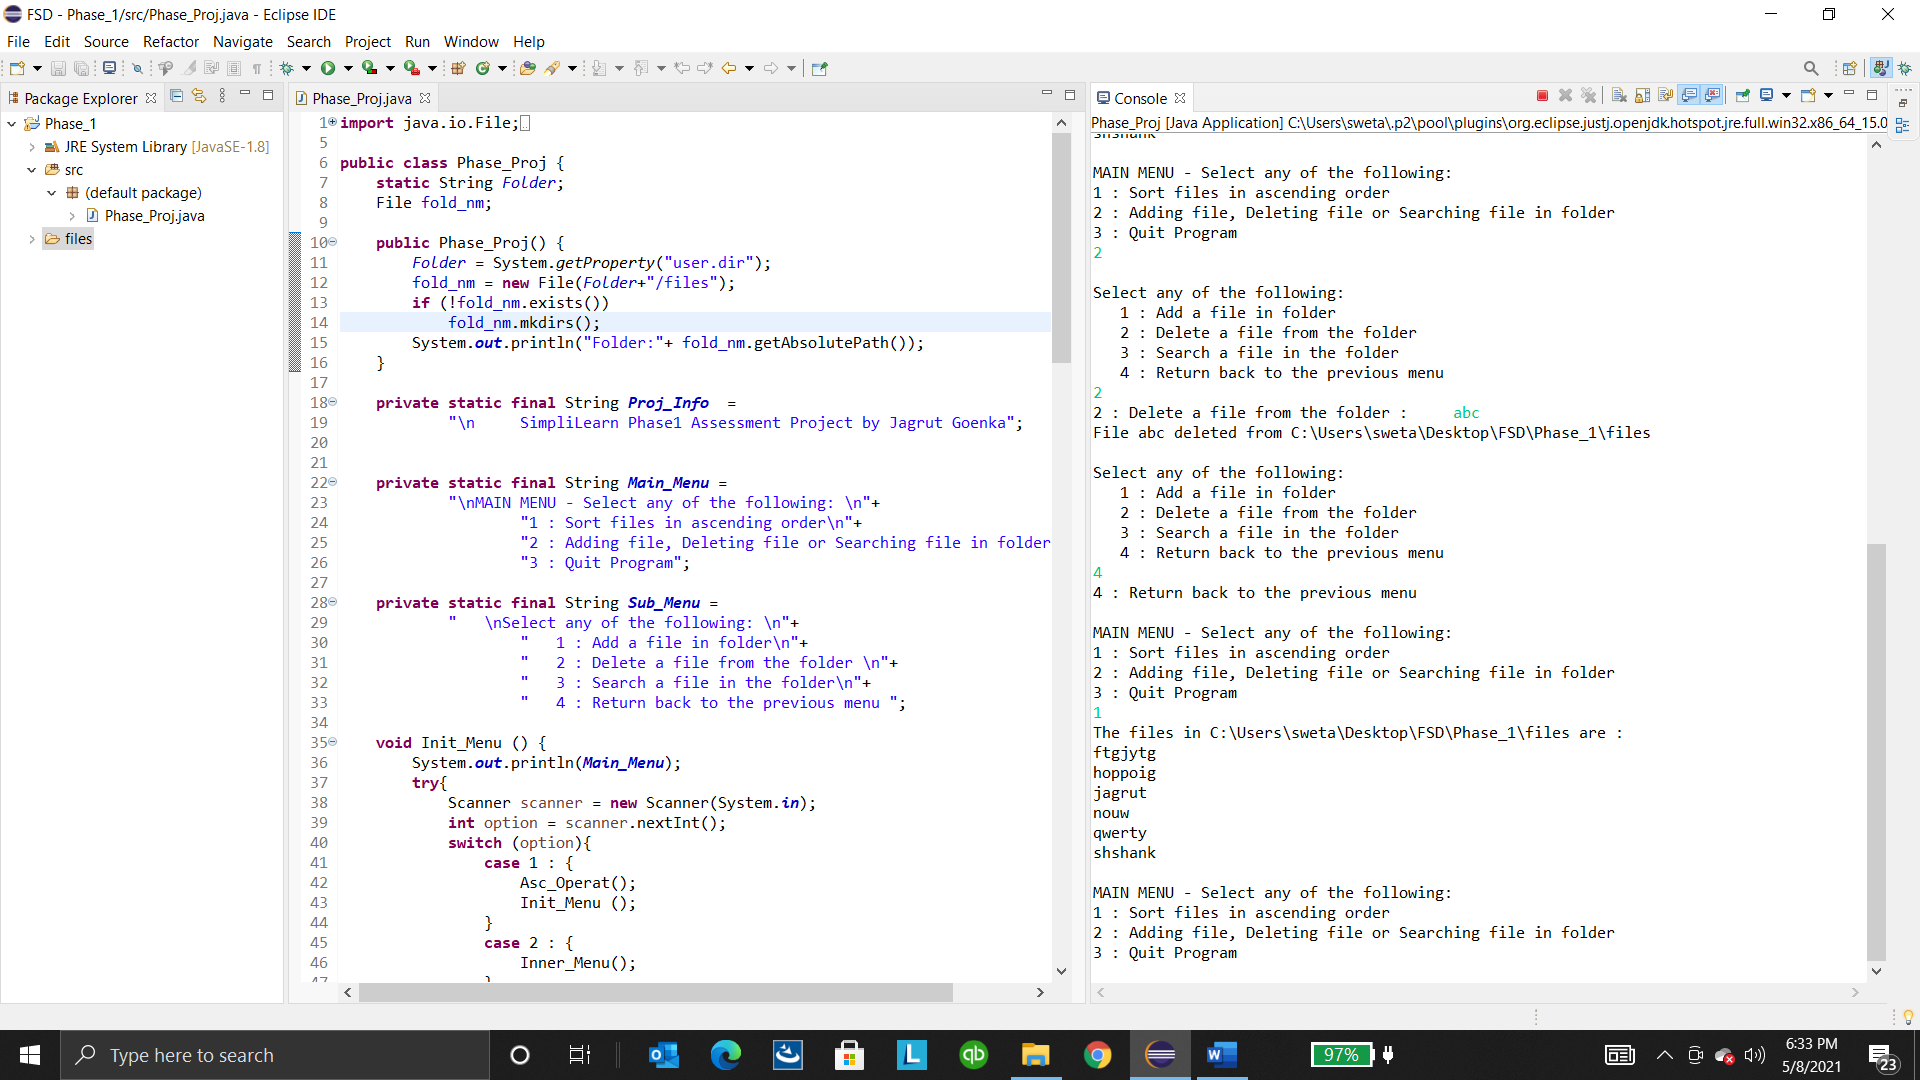 FSD - Phase_1/src/Phase_Proj.java - Eclipse IDE
File Edit Source Refactor Navigate Search Project Run Window Help
Package Explorer
Phase_1
JRE System Library [JavaSE-1.8]
src
(default package)
Phase_Proj.java
files
Phase_Proj.java
1 import java.io.File;
5
6 public class Phase_Proj {
7 static String Folder;
8 File fold_nm;
9
10 public Phase_Proj() {
11 Folder = System.getProperty("user.dir");
12 fold_nm = new File(Folder+"/files");
13 if (!fold_nm.exists())
14 fold_nm.mkdirs();
15 System.out.println("Folder:"+ fold_nm.getAbsolutePath());
16 }
17
18 private static final String Proj_Info =
19 "\n SimpliLearn Phase1 Assessment Project by Jagrut Goenka";
20
21
22 private static final String Main_Menu =
23 "\nMAIN MENU - Select any of the following: \n"+
24 "1 : Sort files in ascending order\n"+
25 "2 : Adding file, Deleting file or Searching file in folder
26 "3 : Quit Program";
27
28 private static final String Sub_Menu =
29 " \nSelect any of the following: \n"+
30 " 1 : Add a file in folder\n"+
31 " 2 : Delete a file from the folder \n"+
32 " 3 : Search a file in the folder\n"+
33 " 4 : Return back to the previous menu ";
34
35 void Init_Menu () {
36 System.out.println(Main_Menu);
37 try{
38 Scanner scanner = new Scanner(System.in);
39 int option = scanner.nextInt();
40 switch (option){
41 case 1 : {
42 Asc_Operat();
43 Init_Menu ();
44 }
45 case 2 : {
46 Inner_Menu();
47 }
Console
Phase_Proj [Java Application] C:\Users\sweta\.p2\pool\plugins\org.eclipse.justj.openjdk.hotspot.jre.full.win32.x86_64_15.0
shshank
MAIN MENU - Select any of the following:
1 : Sort files in ascending order
2 : Adding file, Deleting file or Searching file in folder
3 : Quit Program
2
Select any of the following:
1 : Add a file in folder
2 : Delete a file from the folder
3 : Search a file in the folder
4 : Return back to the previous menu
2
2 : Delete a file from the folder : abc
File abc deleted from C:\Users\sweta\Desktop\FSD\Phase_1\files
Select any of the following:
1 : Add a file in folder
2 : Delete a file from the folder
3 : Search a file in the folder
4 : Return back to the previous menu
4
4 : Return back to the previous menu
MAIN MENU - Select any of the following:
1 : Sort files in ascending order
2 : Adding file, Deleting file or Searching file in folder
3 : Quit Program
1
The files in C:\Users\sweta\Desktop\FSD\Phase_1\files are :
ftgjytg
hoppoig
jagrut
nouw
qwerty
shshank
MAIN MENU - Select any of the following:
1 : Sort files in ascending order
2 : Adding file, Deleting file or Searching file in folder
3 : Quit Program
Type here to search
L
qb
W
97%
6:33 PM
5/8/2021
23